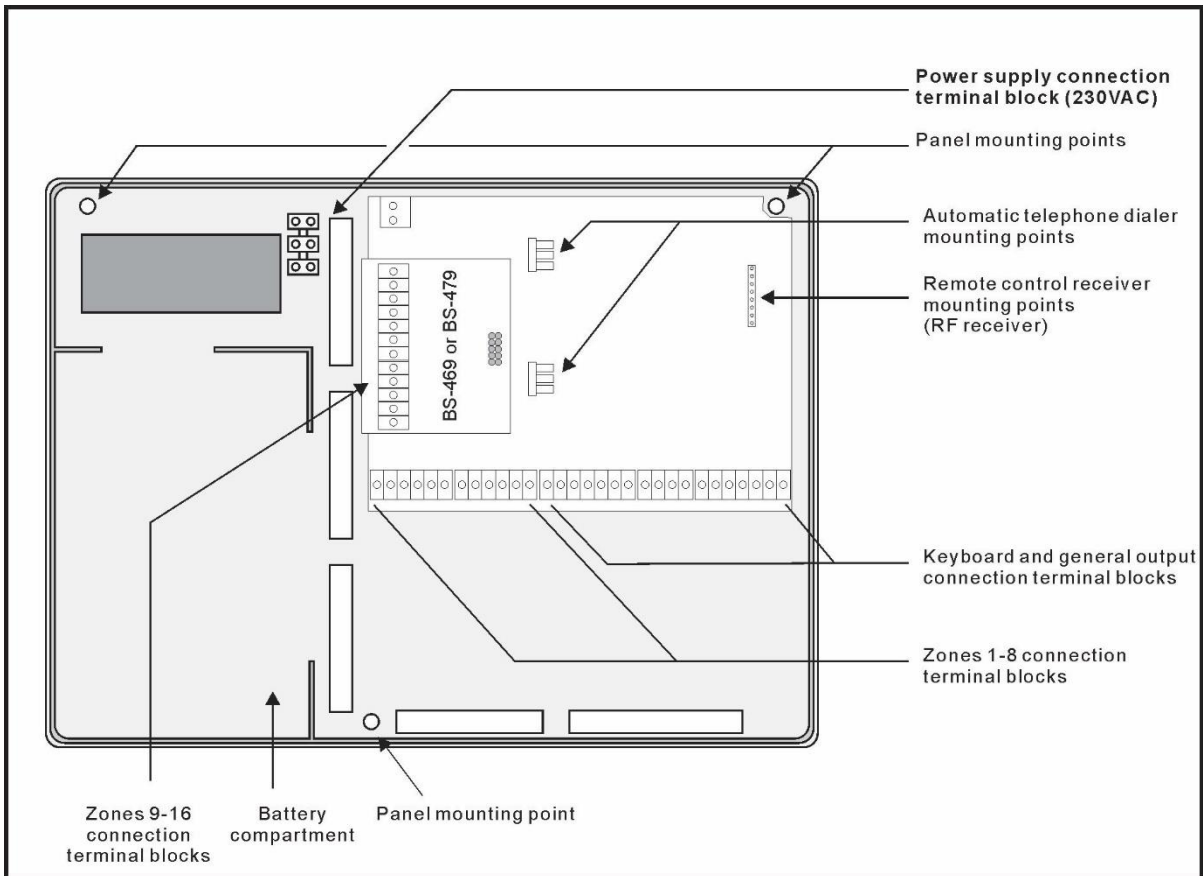 Power supply connection
terminal block (230VAC)
Panel mounting points
Automatic telephone dialer
mounting points
Remote control receiver
mounting points
(RF receiver)
BS-469 or BS-479
Keyboard and general output
connection terminal blocks
Zones 1-8 connection
terminal blocks
Panel mounting point
Battery
compartment
Zones 9-16
connection
terminal blocks